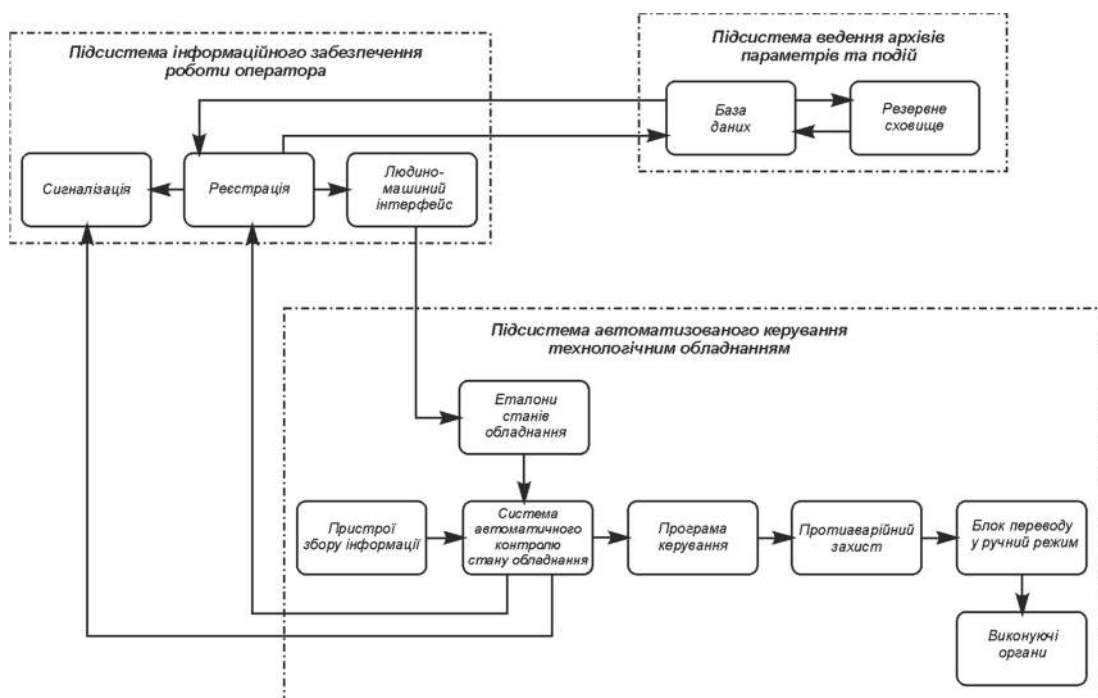 Підсистема інформаційного забезпечення
роботи оператора
Підсистема ведення архівів
параметрів та подій
База
даних
Резервне
сховище
Сигналізація
Реєстрація
Людино-
машиний
інтерфейс
Підсистема автоматизованого керування
технологічним обладнанням
Еталони
станів
обладнання
Пристрої
збору інформації
Система
автоматичного
контролю
стану обладнання
Програма
керування
Протиаварійний
захист
Блок переводу
у ручний режим
Виконуючі
органи